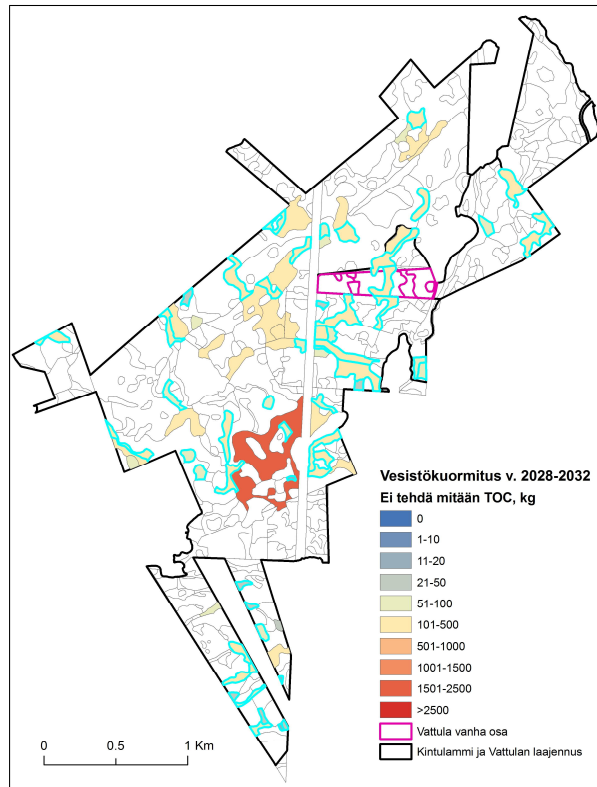 Vesistökuormitus v. 2028-2032
Ei tehdä mitään TOC, kg
0
1-10
11-20
21-50
51-100
101-500
501-1000
1001-1500
1501-2500
>2500
Vattula vanha osa
Kintulammi ja Vattulan laajennus
0 0.5 1 Km